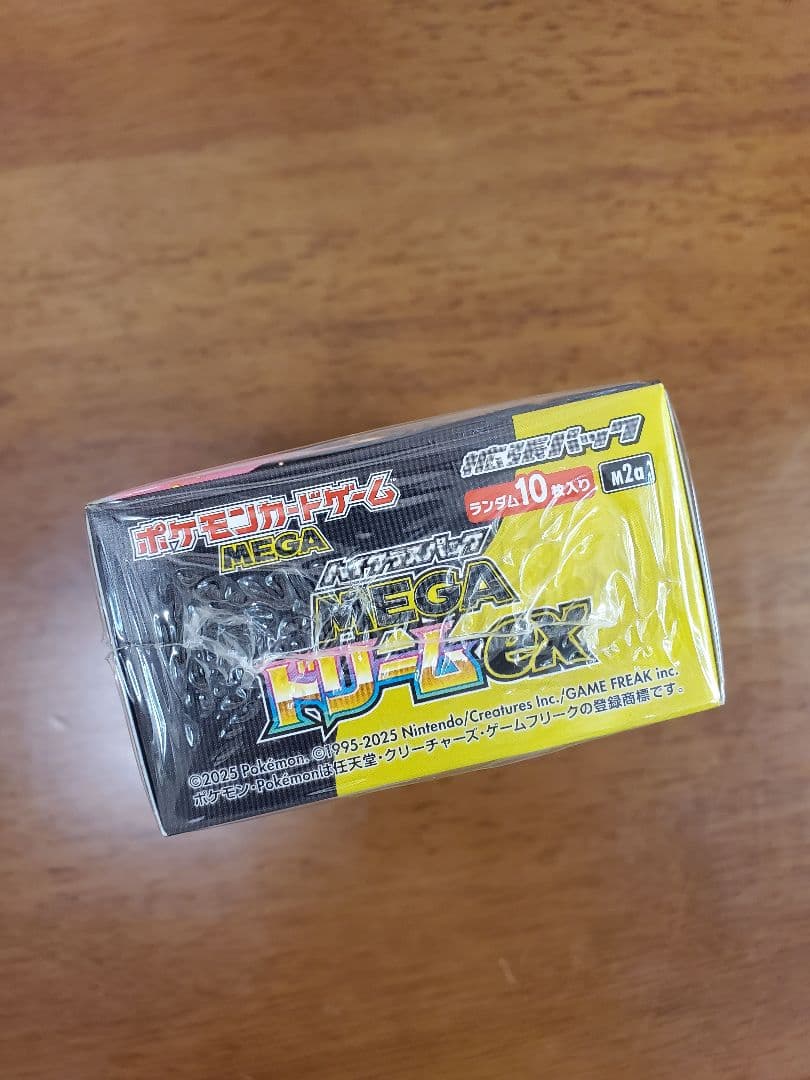 拡張パック
ポケモンカードゲーム
MEGA
ランダム10枚入り
M2a
ハイクラスパック
MEGA
ドリームex
©2025 Pokémon. ©1995-2025 Nintendo/Creatures Inc./GAME FREAK inc.
ポケモン・Pokémonは任天堂・クリーチャーズ・ゲームフリークの登録商標です。